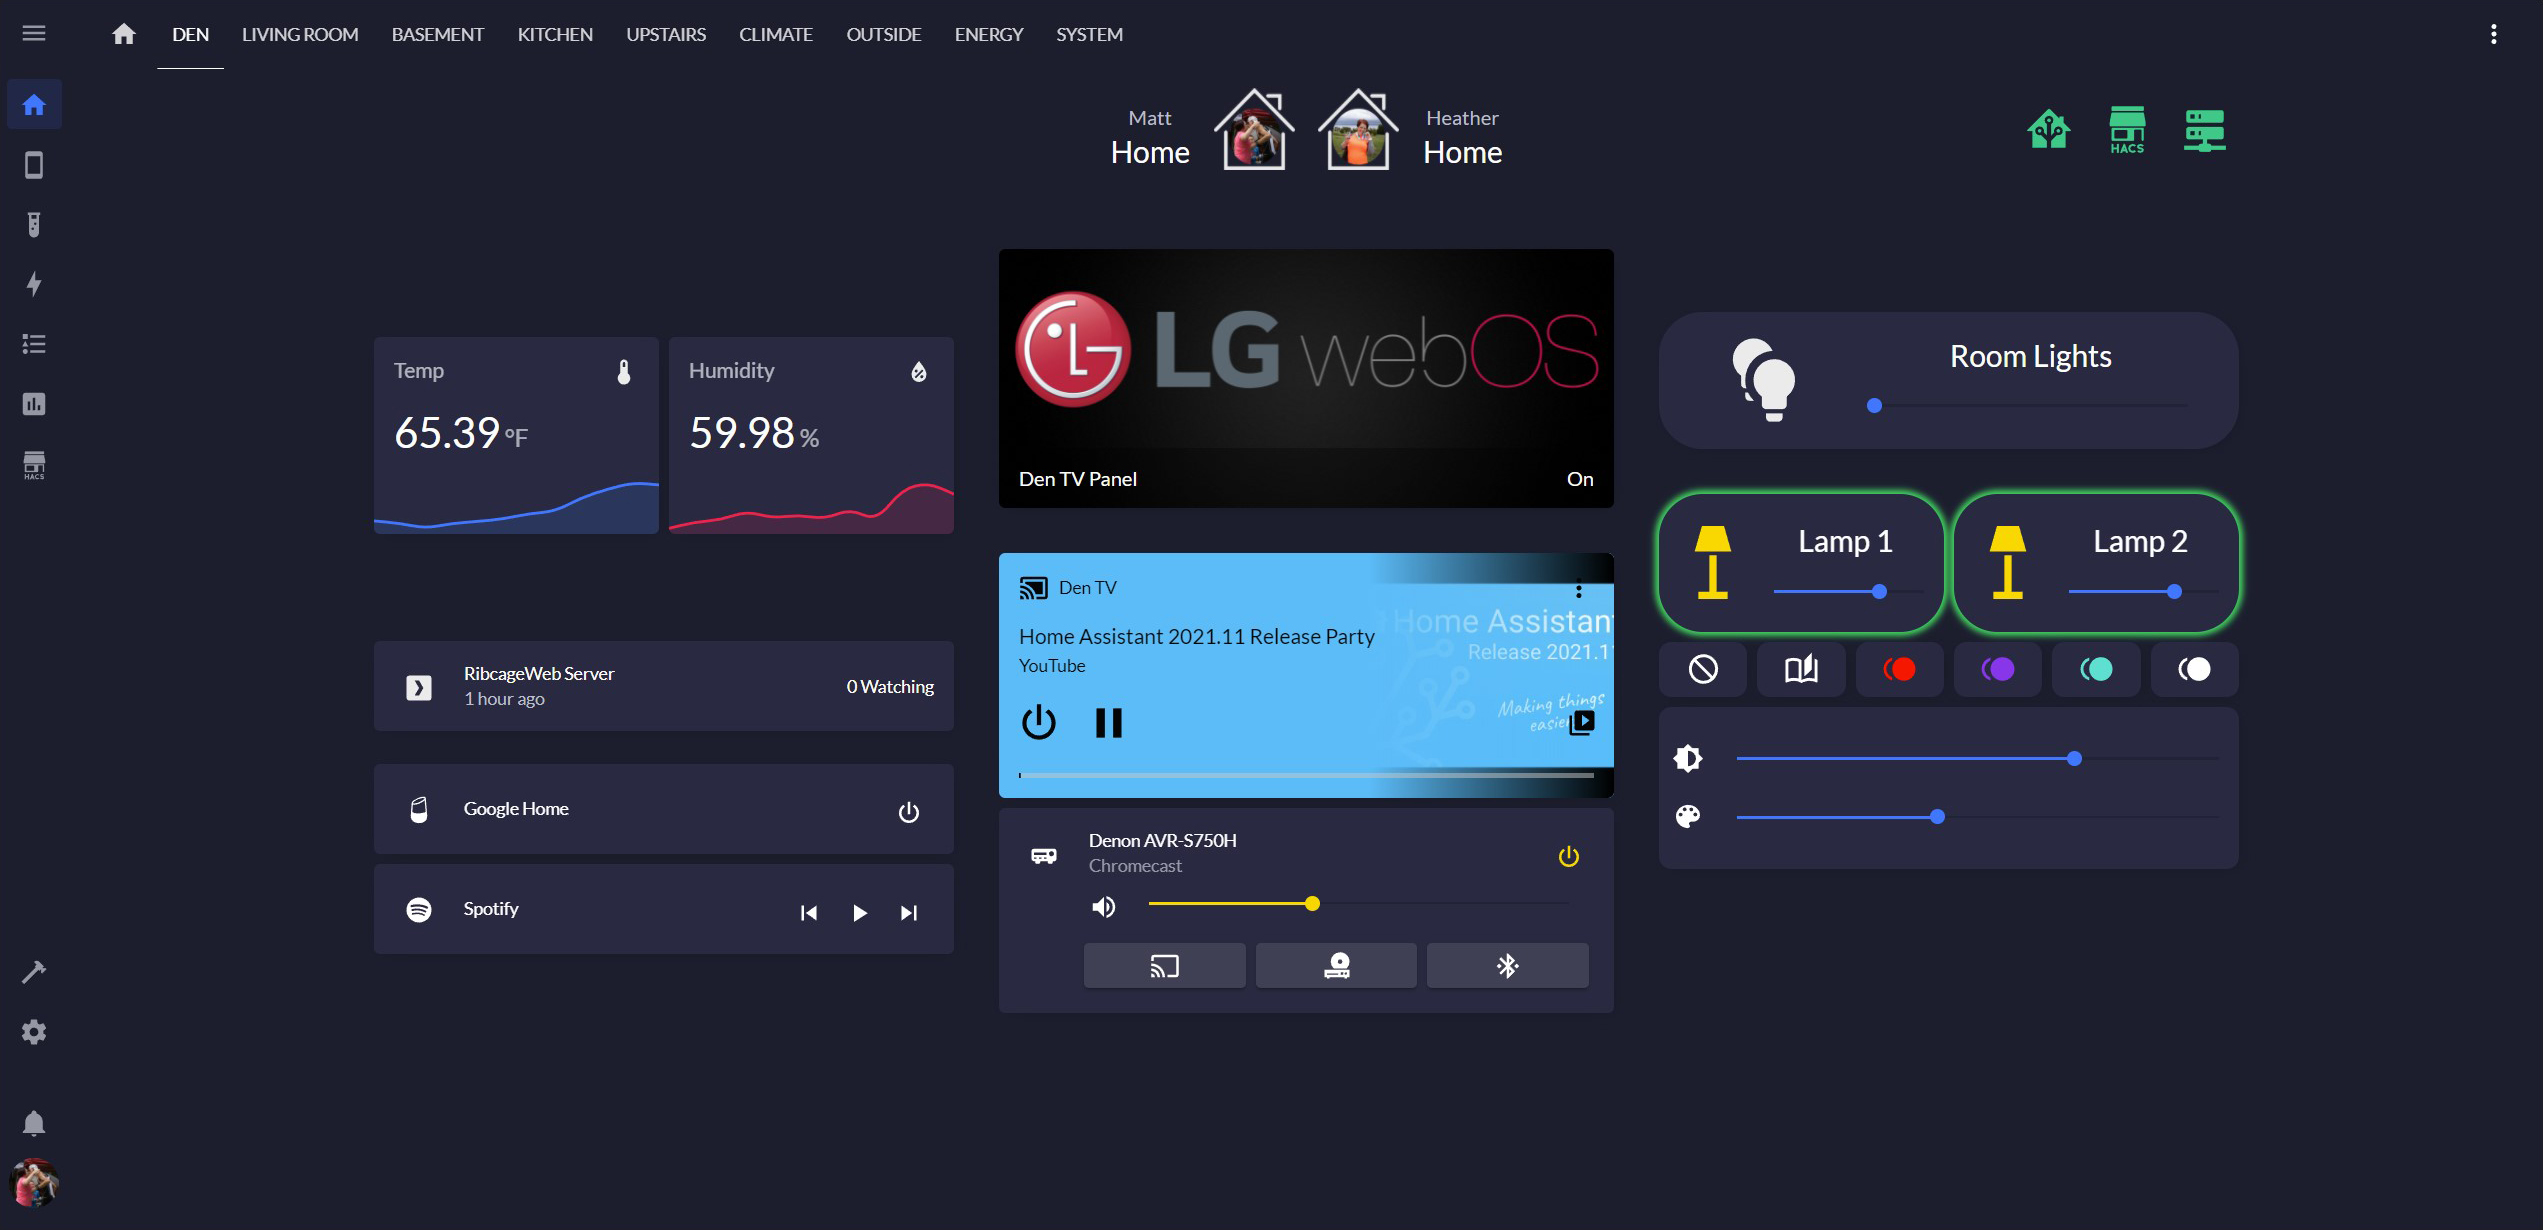 DEN LIVING ROOM BASEMENT KITCHEN UPSTAIRS CLIMATE OUTSIDE ENERGY SYSTEM
Matt
Home
Heather
Home
HACS
HACS
Temp
65.39 °F
Humidity
59.98 %
RibcageWeb Server
1 hour ago
0 Watching
Google Home
Spotify
LG
LG webOS
Den TV Panel
On
Den TV
Home Assistant 2021.11 Release Party
YouTube
Home Assistan
Release 2021.1
Making things
easie
Denon AVR-S750H
Chromecast
Room Lights
Lamp 1
Lamp 2